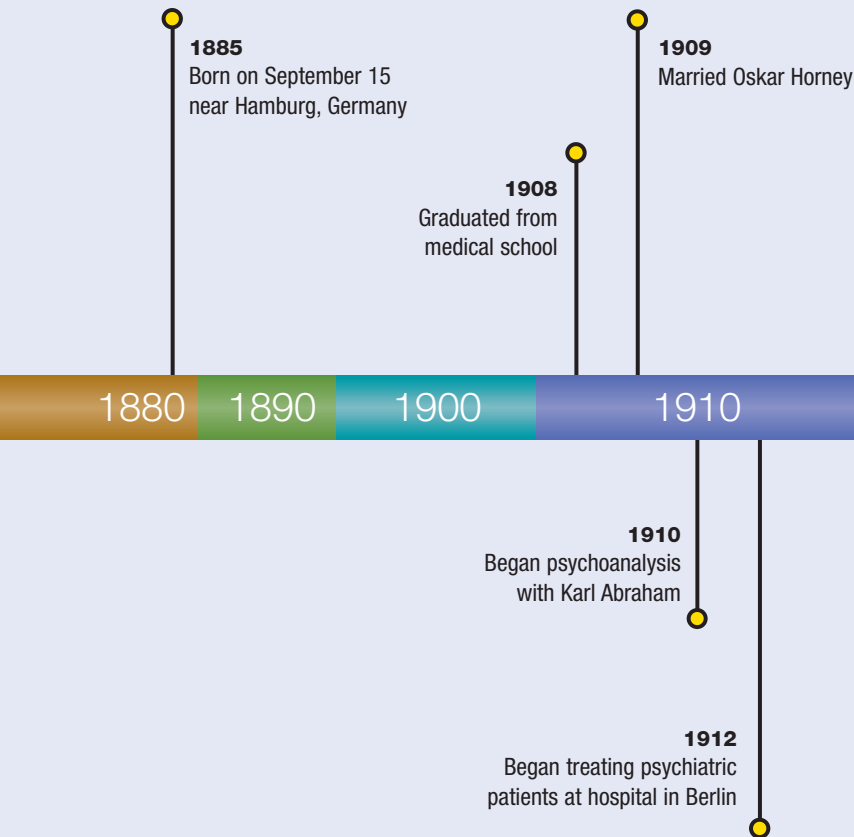 1885
Born on September 15
near Hamburg, Germany
1909
Married Oskar Horney
1908
Graduated from
medical school
1880
1890
1900
1910
1910
Began psychoanalysis
with Karl Abraham
1912
Began treating psychiatric
patients at hospital in Berlin